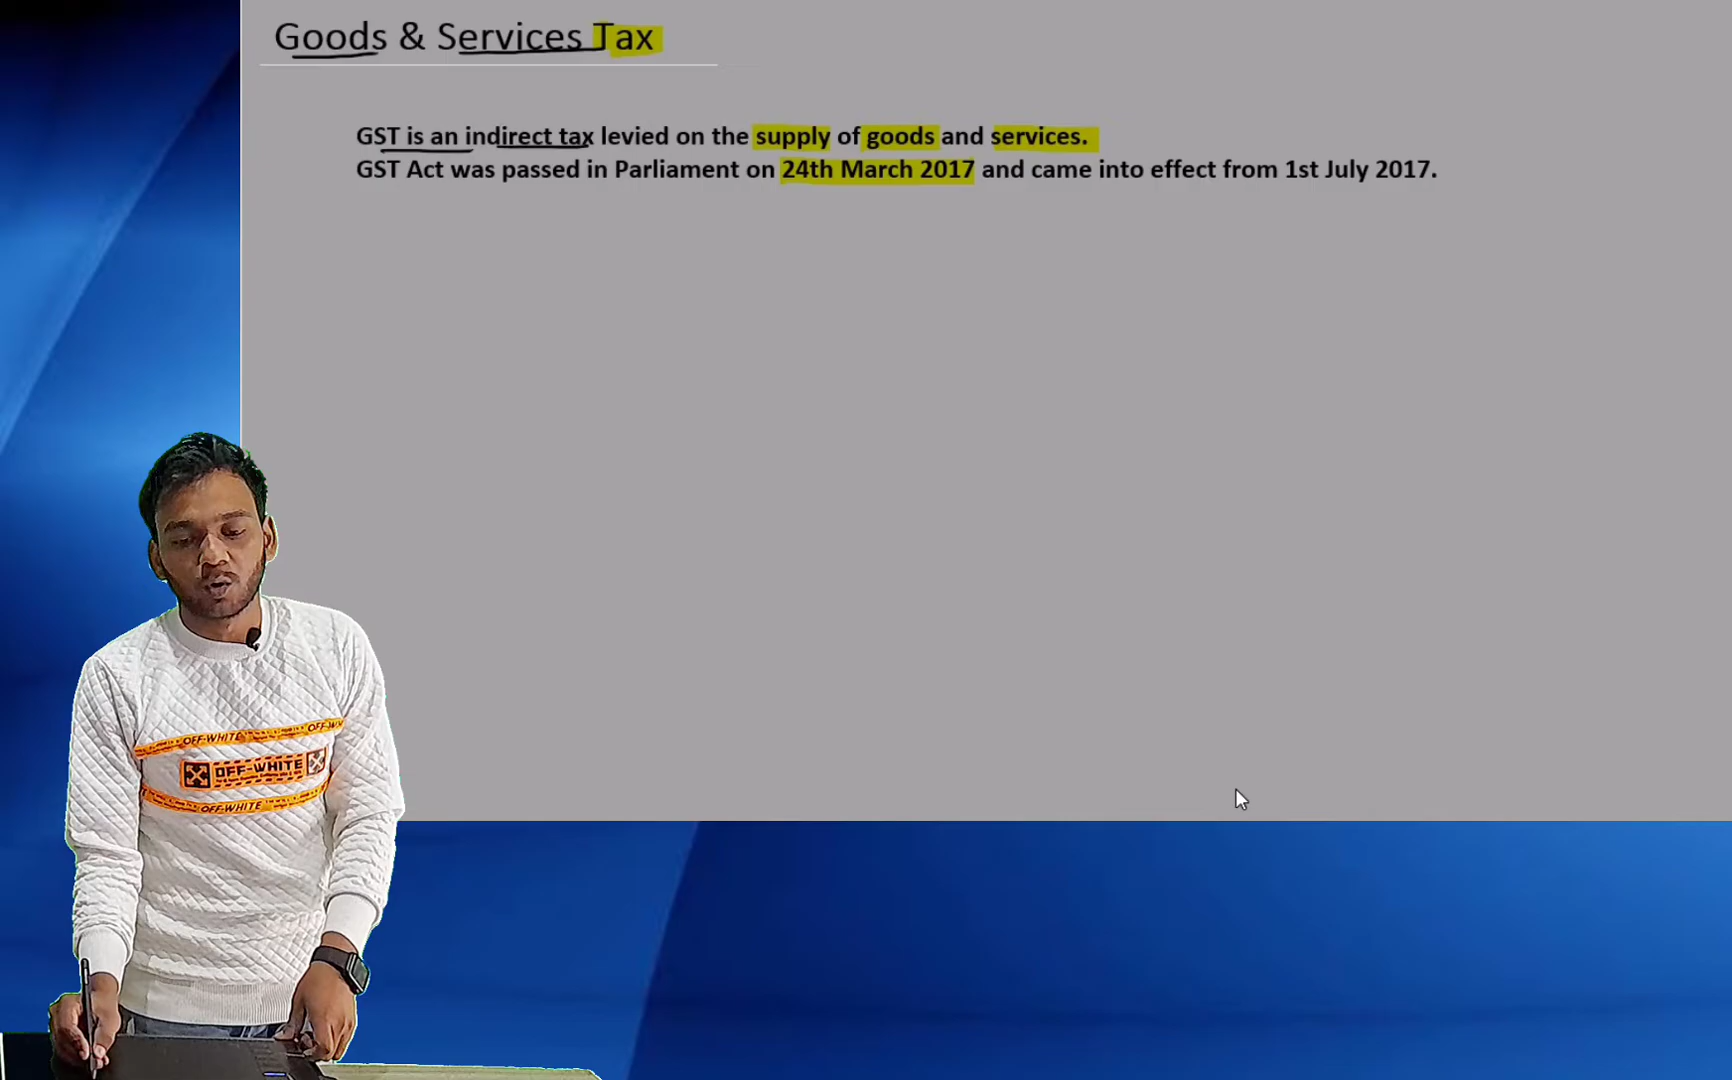 Goods & Services Tax
GST is an indirect tax levied on the supply of goods and services.
GST Act was passed in Parliament on 24th March 2017 and came into effect from 1st July 2017.
OFF-WHITE
OFF-WHITE
OFF-WHITE